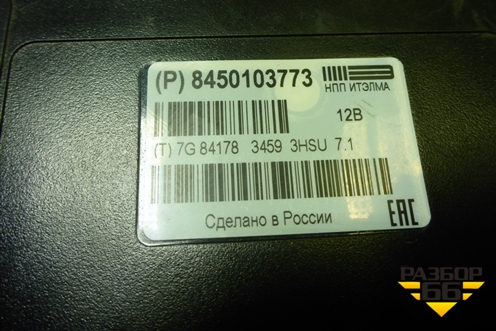 (P) 8450103773
НПП ИТЭЛМА
12В
(T) 7G 84178 3459 3HSU 7.1
Сделано в России
EAC
РАЗБОР
66